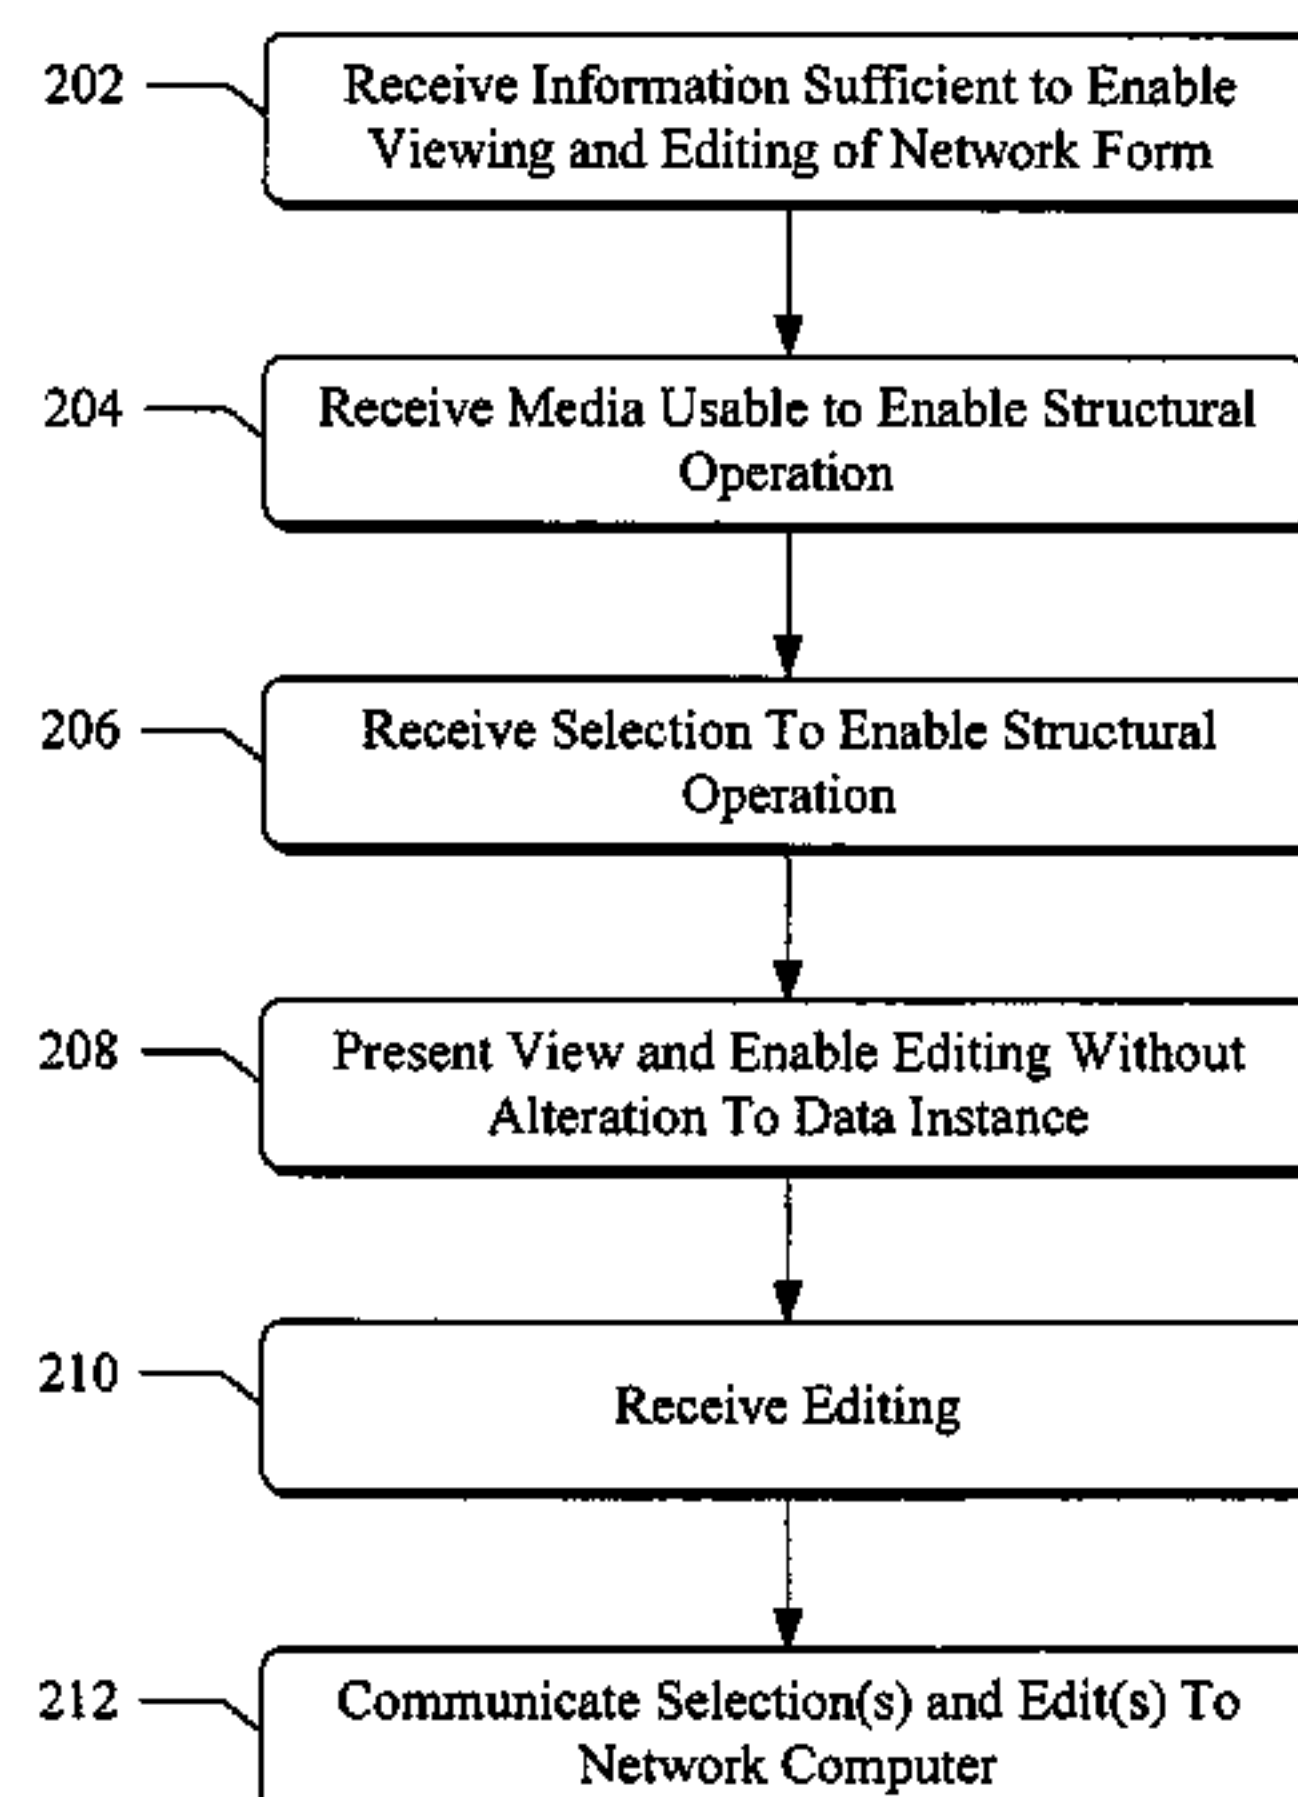 202
Receive Information Sufficient to Enable
Viewing and Editing of Network Form
204
Receive Media Usable to Enable Structural
Operation
206
Receive Selection To Enable Structural
Operation
208
Present View and Enable Editing Without
Alteration To Data Instance
210
Receive Editing
212
Communicate Selection(s) and Edit(s) To
Network Computer